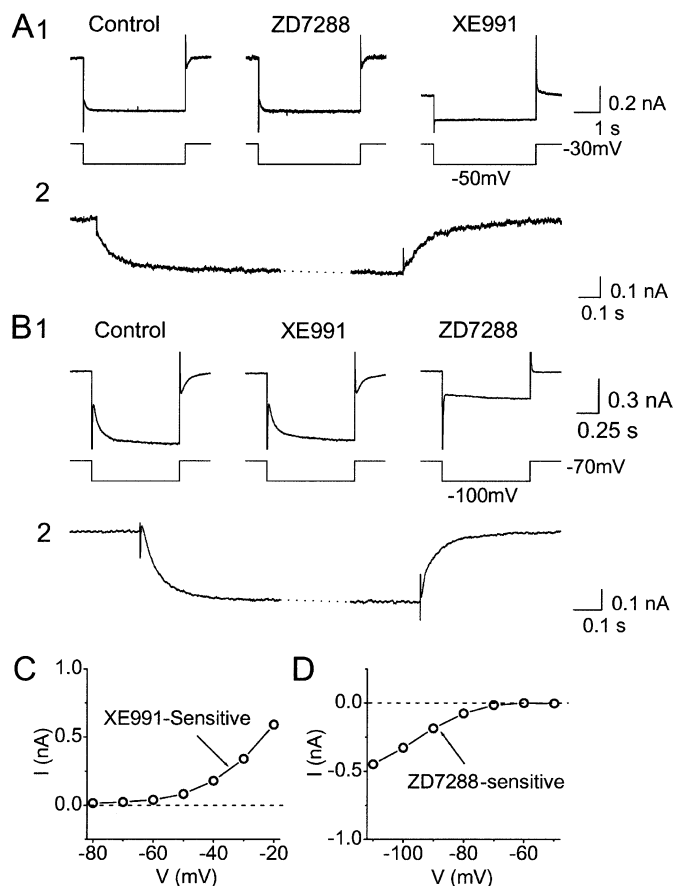 A1
Control ZD7288 XE991
0.2 nA
1 s
-30mV
-50mV
2
0.1 nA
0.1 s
B1
Control XE991 ZD7288
0.3 nA
0.25 s
-70mV
-100mV
2
0.1 nA
0.1 s
C
1.0
XE991-Sensitive
0.5
0.0
I (nA)
-80 -60 -40 -20
V (mV)
D
0.0
-0.5
-1.0
I (nA)
ZD7288-sensitive
-100 -80 -60
V (mV)